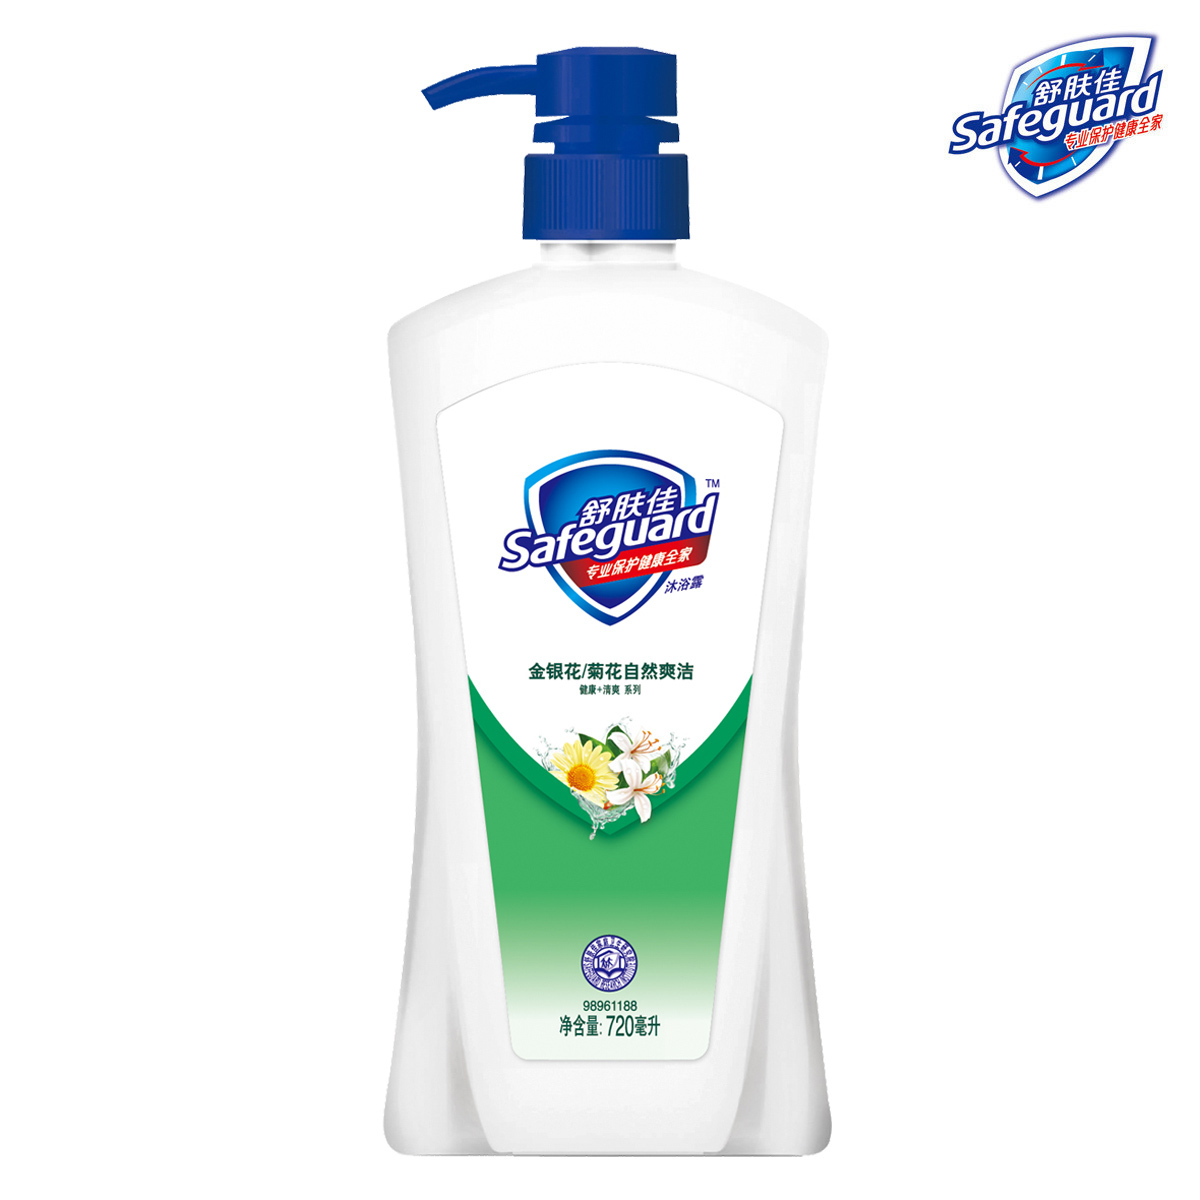 舒肤佳
Safeguard
专业保护健康全家
舒肤佳
TM
Safeguard
专业保护健康全家
沐浴露
金银花/菊花自然爽洁
健康+清爽 系列
98961188
净含量: 720毫升